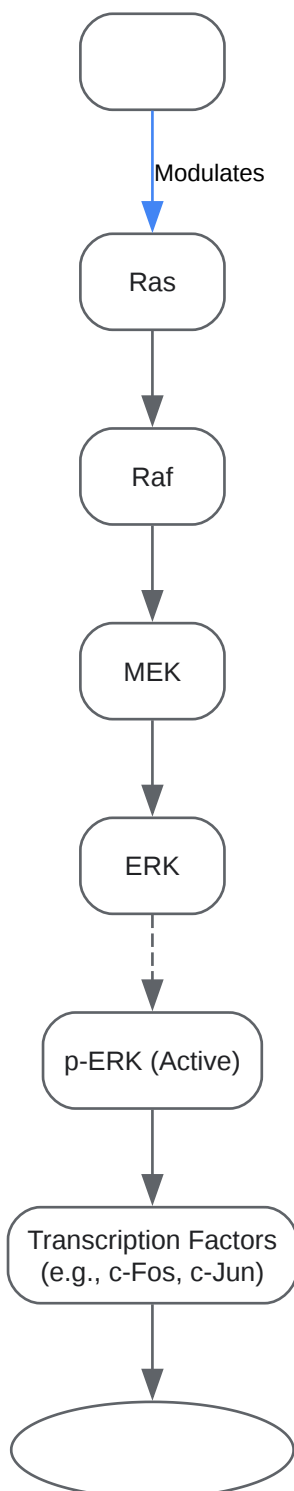 Modulates
Ras
Raf
MEK
ERK
p-ERK (Active)
Transcription Factors
(e.g., c-Fos, c-Jun)